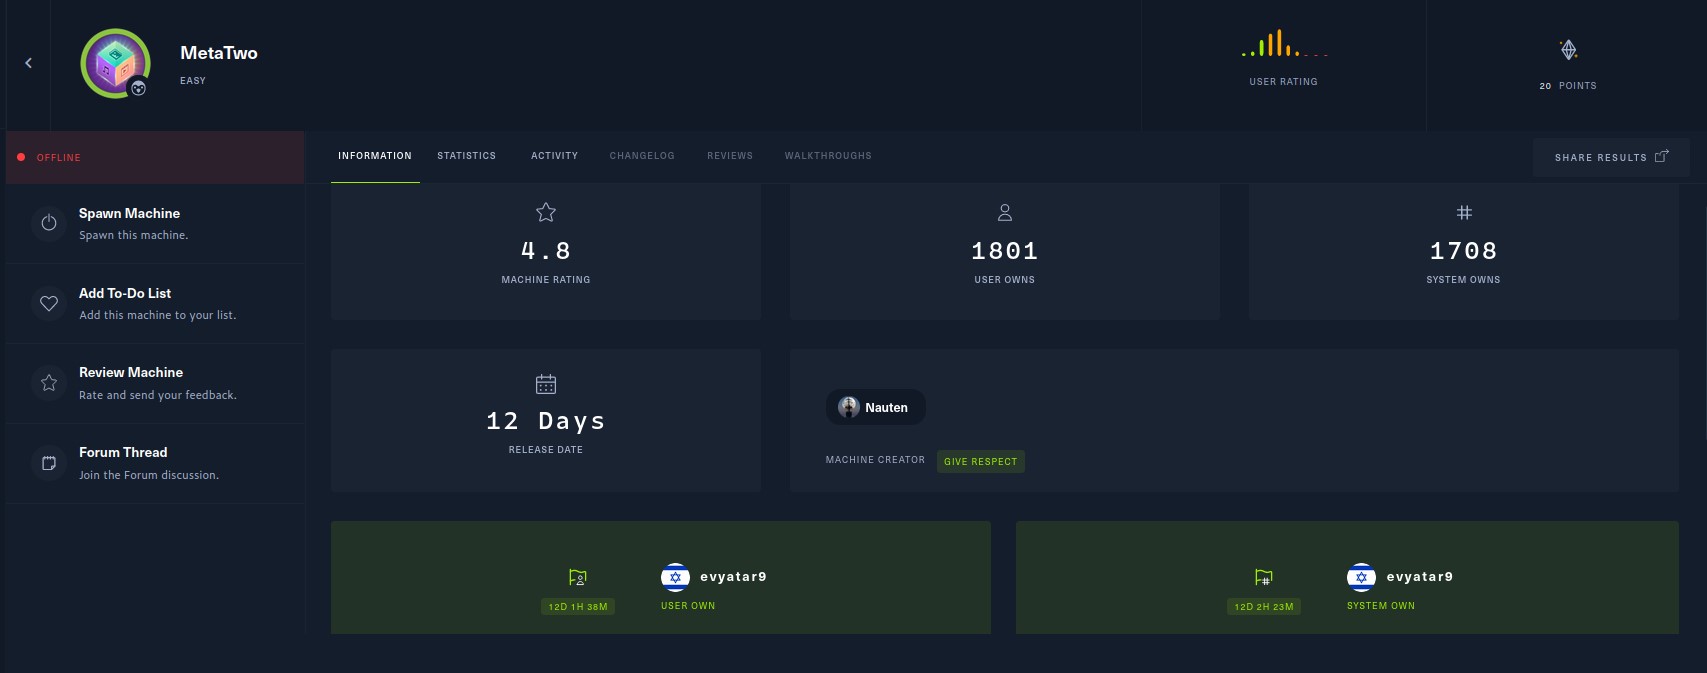 MetaTwo
EASY
USER RATING
20 POINTS
OFFLINE
INFORMATION STATISTICS ACTIVITY CHANGELOG REVIEWS WALKTHROUGHS
SHARE RESULTS
Spawn Machine
Spawn this machine.
Add To-Do List
Add this machine to your list.
Review Machine
Rate and send your feedback.
Forum Thread
Join the Forum discussion.
4.8
MACHINE RATING
1801
USER OWNS
1708
SYSTEM OWNS
12 Days
RELEASE DATE
Nauten
MACHINE CREATOR GIVE RESPECT
evyatar9
12D 1H 38M USER OWN
evyatar9
12D 2H 23M SYSTEM OWN